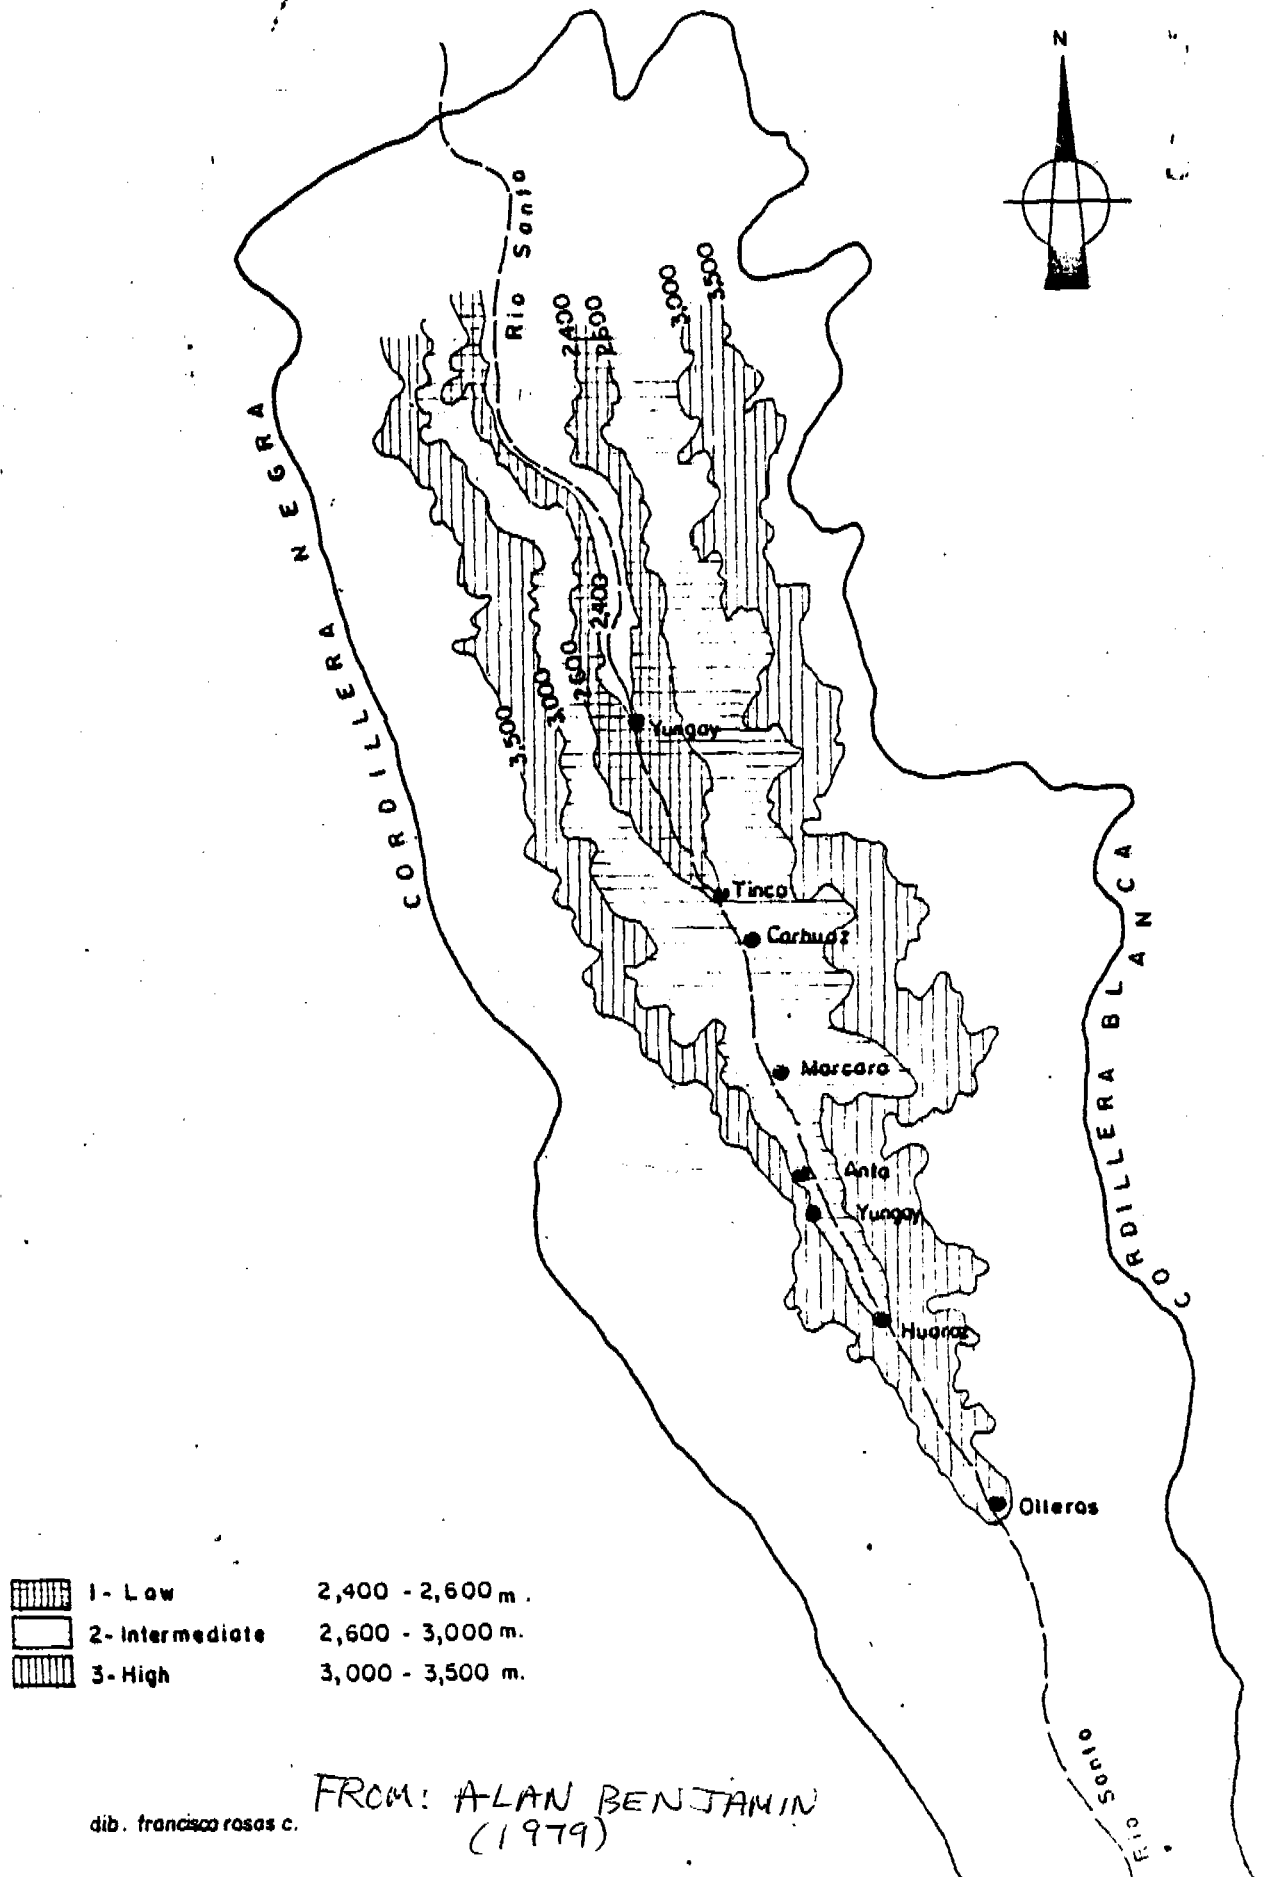 N
Rio Santo
2,400
2,600
3,000
3,500
CORDILLERA NEGRA
2,400
2,600
3,000
3,500
Yungay
Tinco
Carhuaz
CORDILLERA BLANCA
Marcara
Anta
Yungay
Huaraz
Olleros
1- Low 2,400 - 2,600 m.
2- Intermediate 2,600 - 3,000 m.
3- High 3,000 - 3,500 m.
Rio Santo
FROM: ALAN BENJAMIN
(1979)
dib. francisco rosas c.